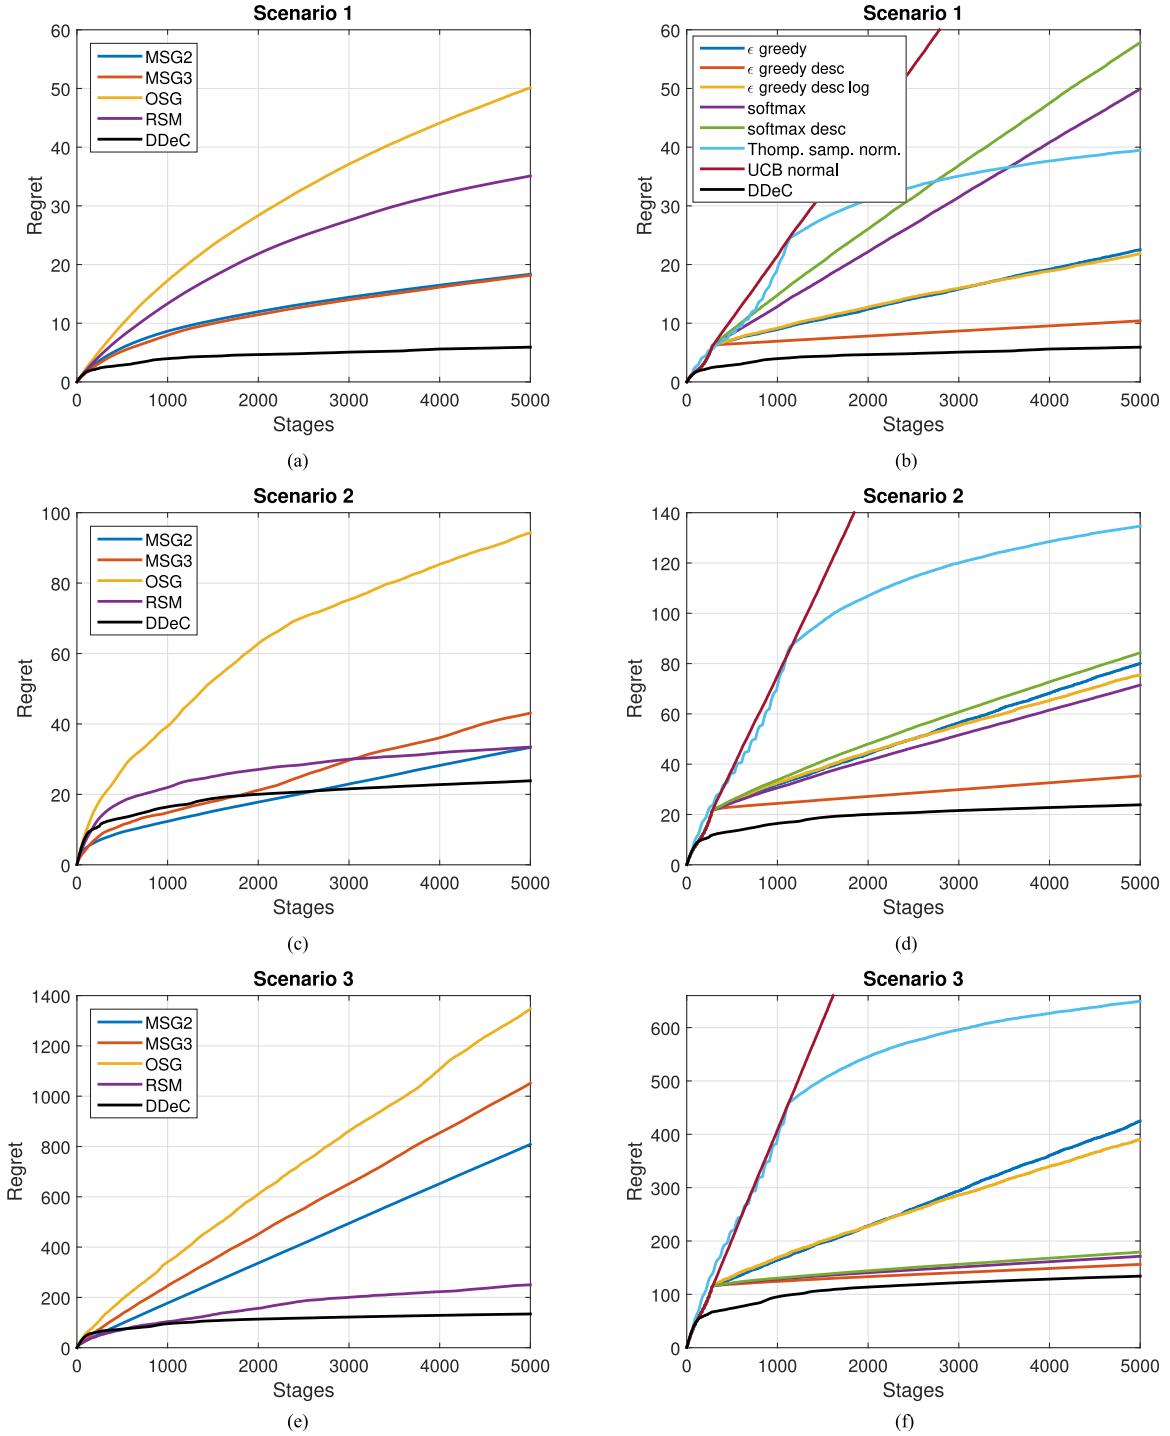 Scenario 1
60
50
40
30
20
10
0
Regret
MSG2
MSG3
OSG
RSM
DDeC
0 1000 2000 3000 4000 5000
Stages
(a)
Scenario 1
60
50
40
30
20
10
0
Regret
ϵ greedy
ϵ greedy desc
ϵ greedy desc log
softmax
softmax desc
Thomp. samp. norm.
UCB normal
DDeC
0 1000 2000 3000 4000 5000
Stages
(b)
Scenario 2
100
80
60
40
20
0
Regret
MSG2
MSG3
OSG
RSM
DDeC
0 1000 2000 3000 4000 5000
Stages
(c)
Scenario 2
140
120
100
80
60
40
20
0
Regret
0 1000 2000 3000 4000 5000
Stages
(d)
Scenario 3
1400
1200
1000
800
600
400
200
0
Regret
MSG2
MSG3
OSG
RSM
DDeC
0 1000 2000 3000 4000 5000
Stages
(e)
Scenario 3
600
500
400
300
200
100
0
Regret
0 1000 2000 3000 4000 5000
Stages
(f)